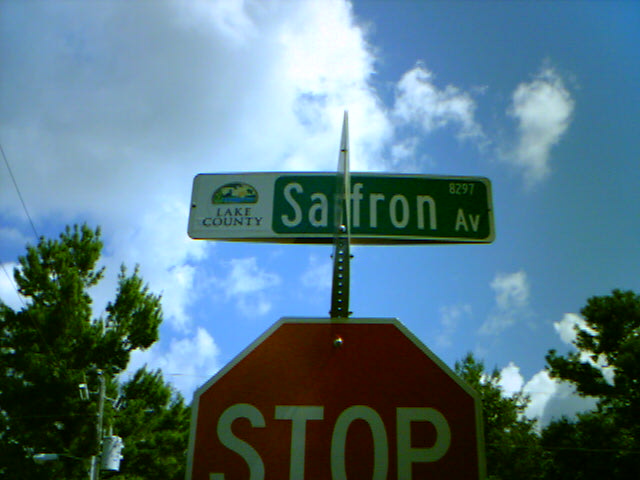 LAKE
COUNTY
Saffron Av
8297
STOP